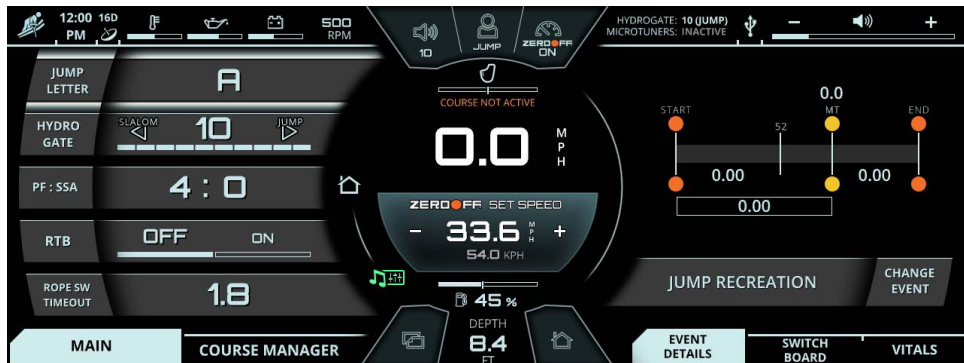 12:00
PM
16D
500
RPM
10
JUMP
ZEROOFF
ON
HYDROGATE: 10 (JUMP)
MICROTUNERS: INACTIVE
−
+
JUMP
LETTER
A
HYDRO
GATE
SLALOM
10
JUMP
PF : SSA
4 : 0
RTB
OFF
ON
ROPE SW
TIMEOUT
1.8
MAIN
COURSE MANAGER
COURSE NOT ACTIVE
0.0
MPH
ZEROOFF SET SPEED
− 33.6 MPH +
54.0 KPH
45 %
DEPTH
8.4
FT
0.0
START
52
MT
END
0.00
0.00
0.00
JUMP RECREATION
CHANGE
EVENT
EVENT
DETAILS
SWITCH
BOARD
VITALS